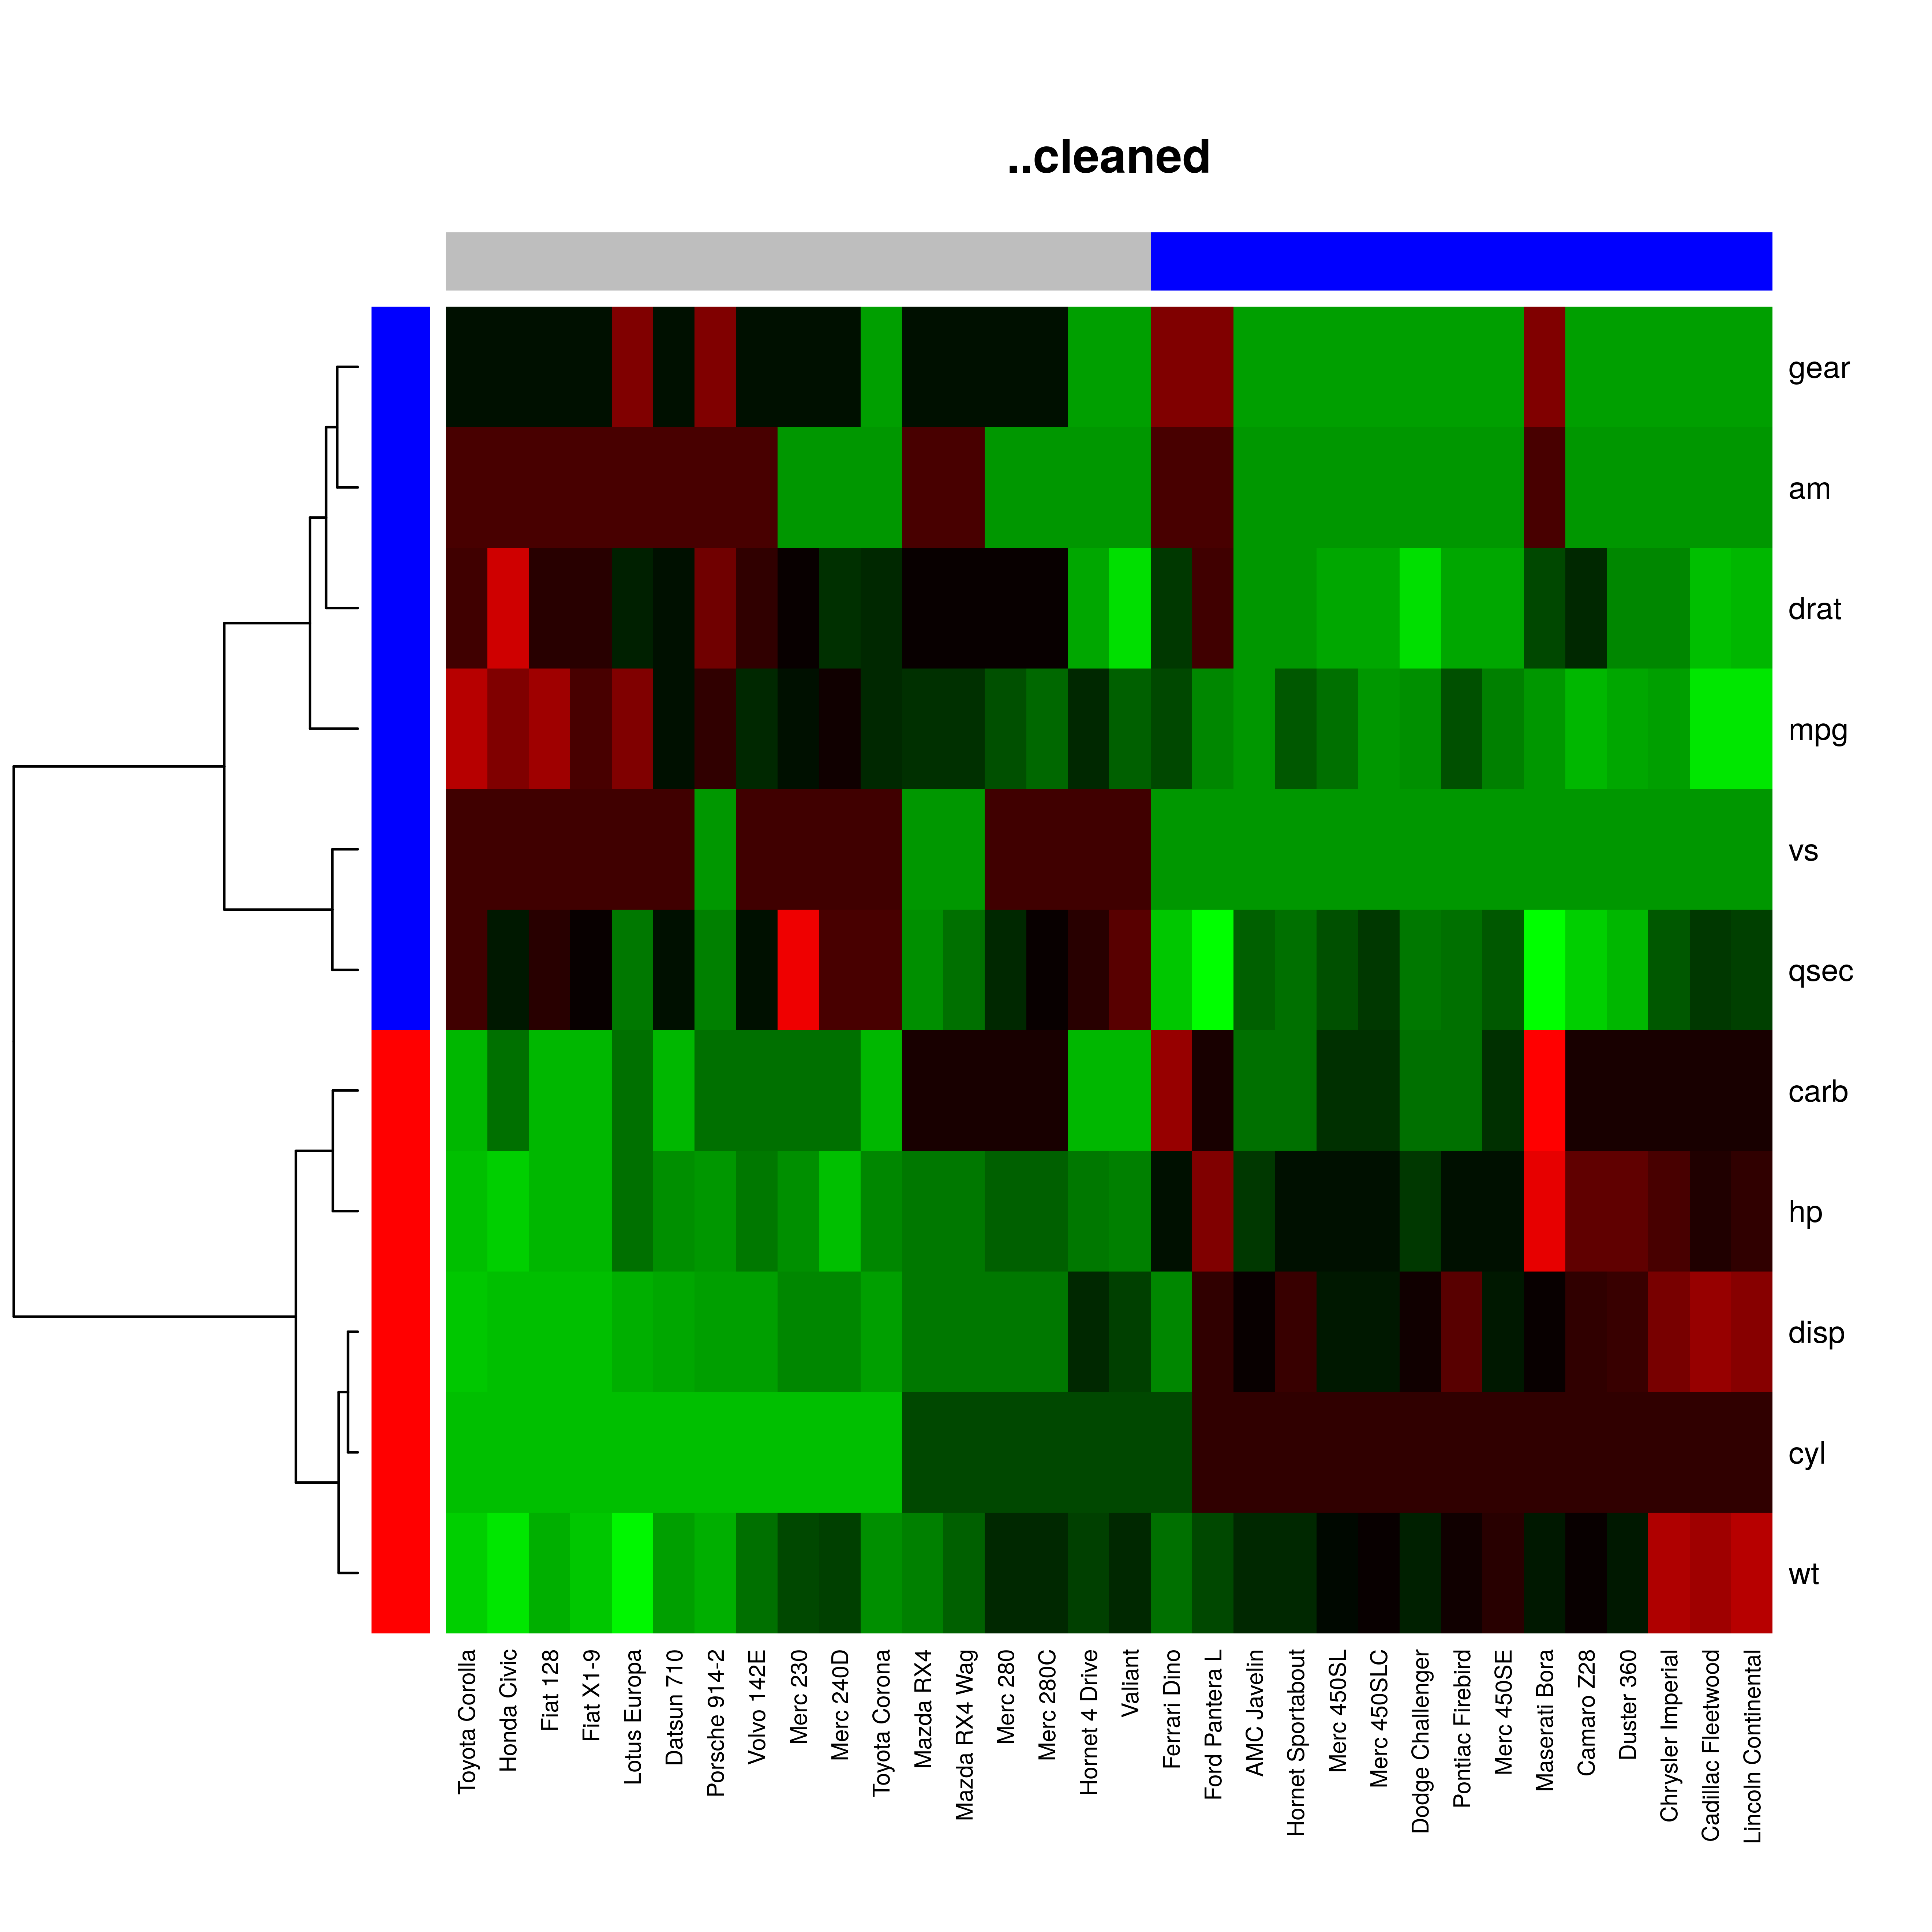 ..cleaned
gear
am
drat
mpg
vs
qsec
carb
hp
disp
cyl
wt
Toyota Corolla
Honda Civic
Fiat 128
Fiat X1-9
Lotus Europa
Datsun 710
Porsche 914-2
Volvo 142E
Merc 230
Merc 240D
Toyota Corona
Mazda RX4
Mazda RX4 Wag
Merc 280
Merc 280C
Hornet 4 Drive
Valiant
Ferrari Dino
Ford Pantera L
AMC Javelin
Hornet Sportabout
Merc 450SL
Merc 450SLC
Dodge Challenger
Pontiac Firebird
Merc 450SE
Maserati Bora
Camaro Z28
Duster 360
Chrysler Imperial
Cadillac Fleetwood
Lincoln Continental